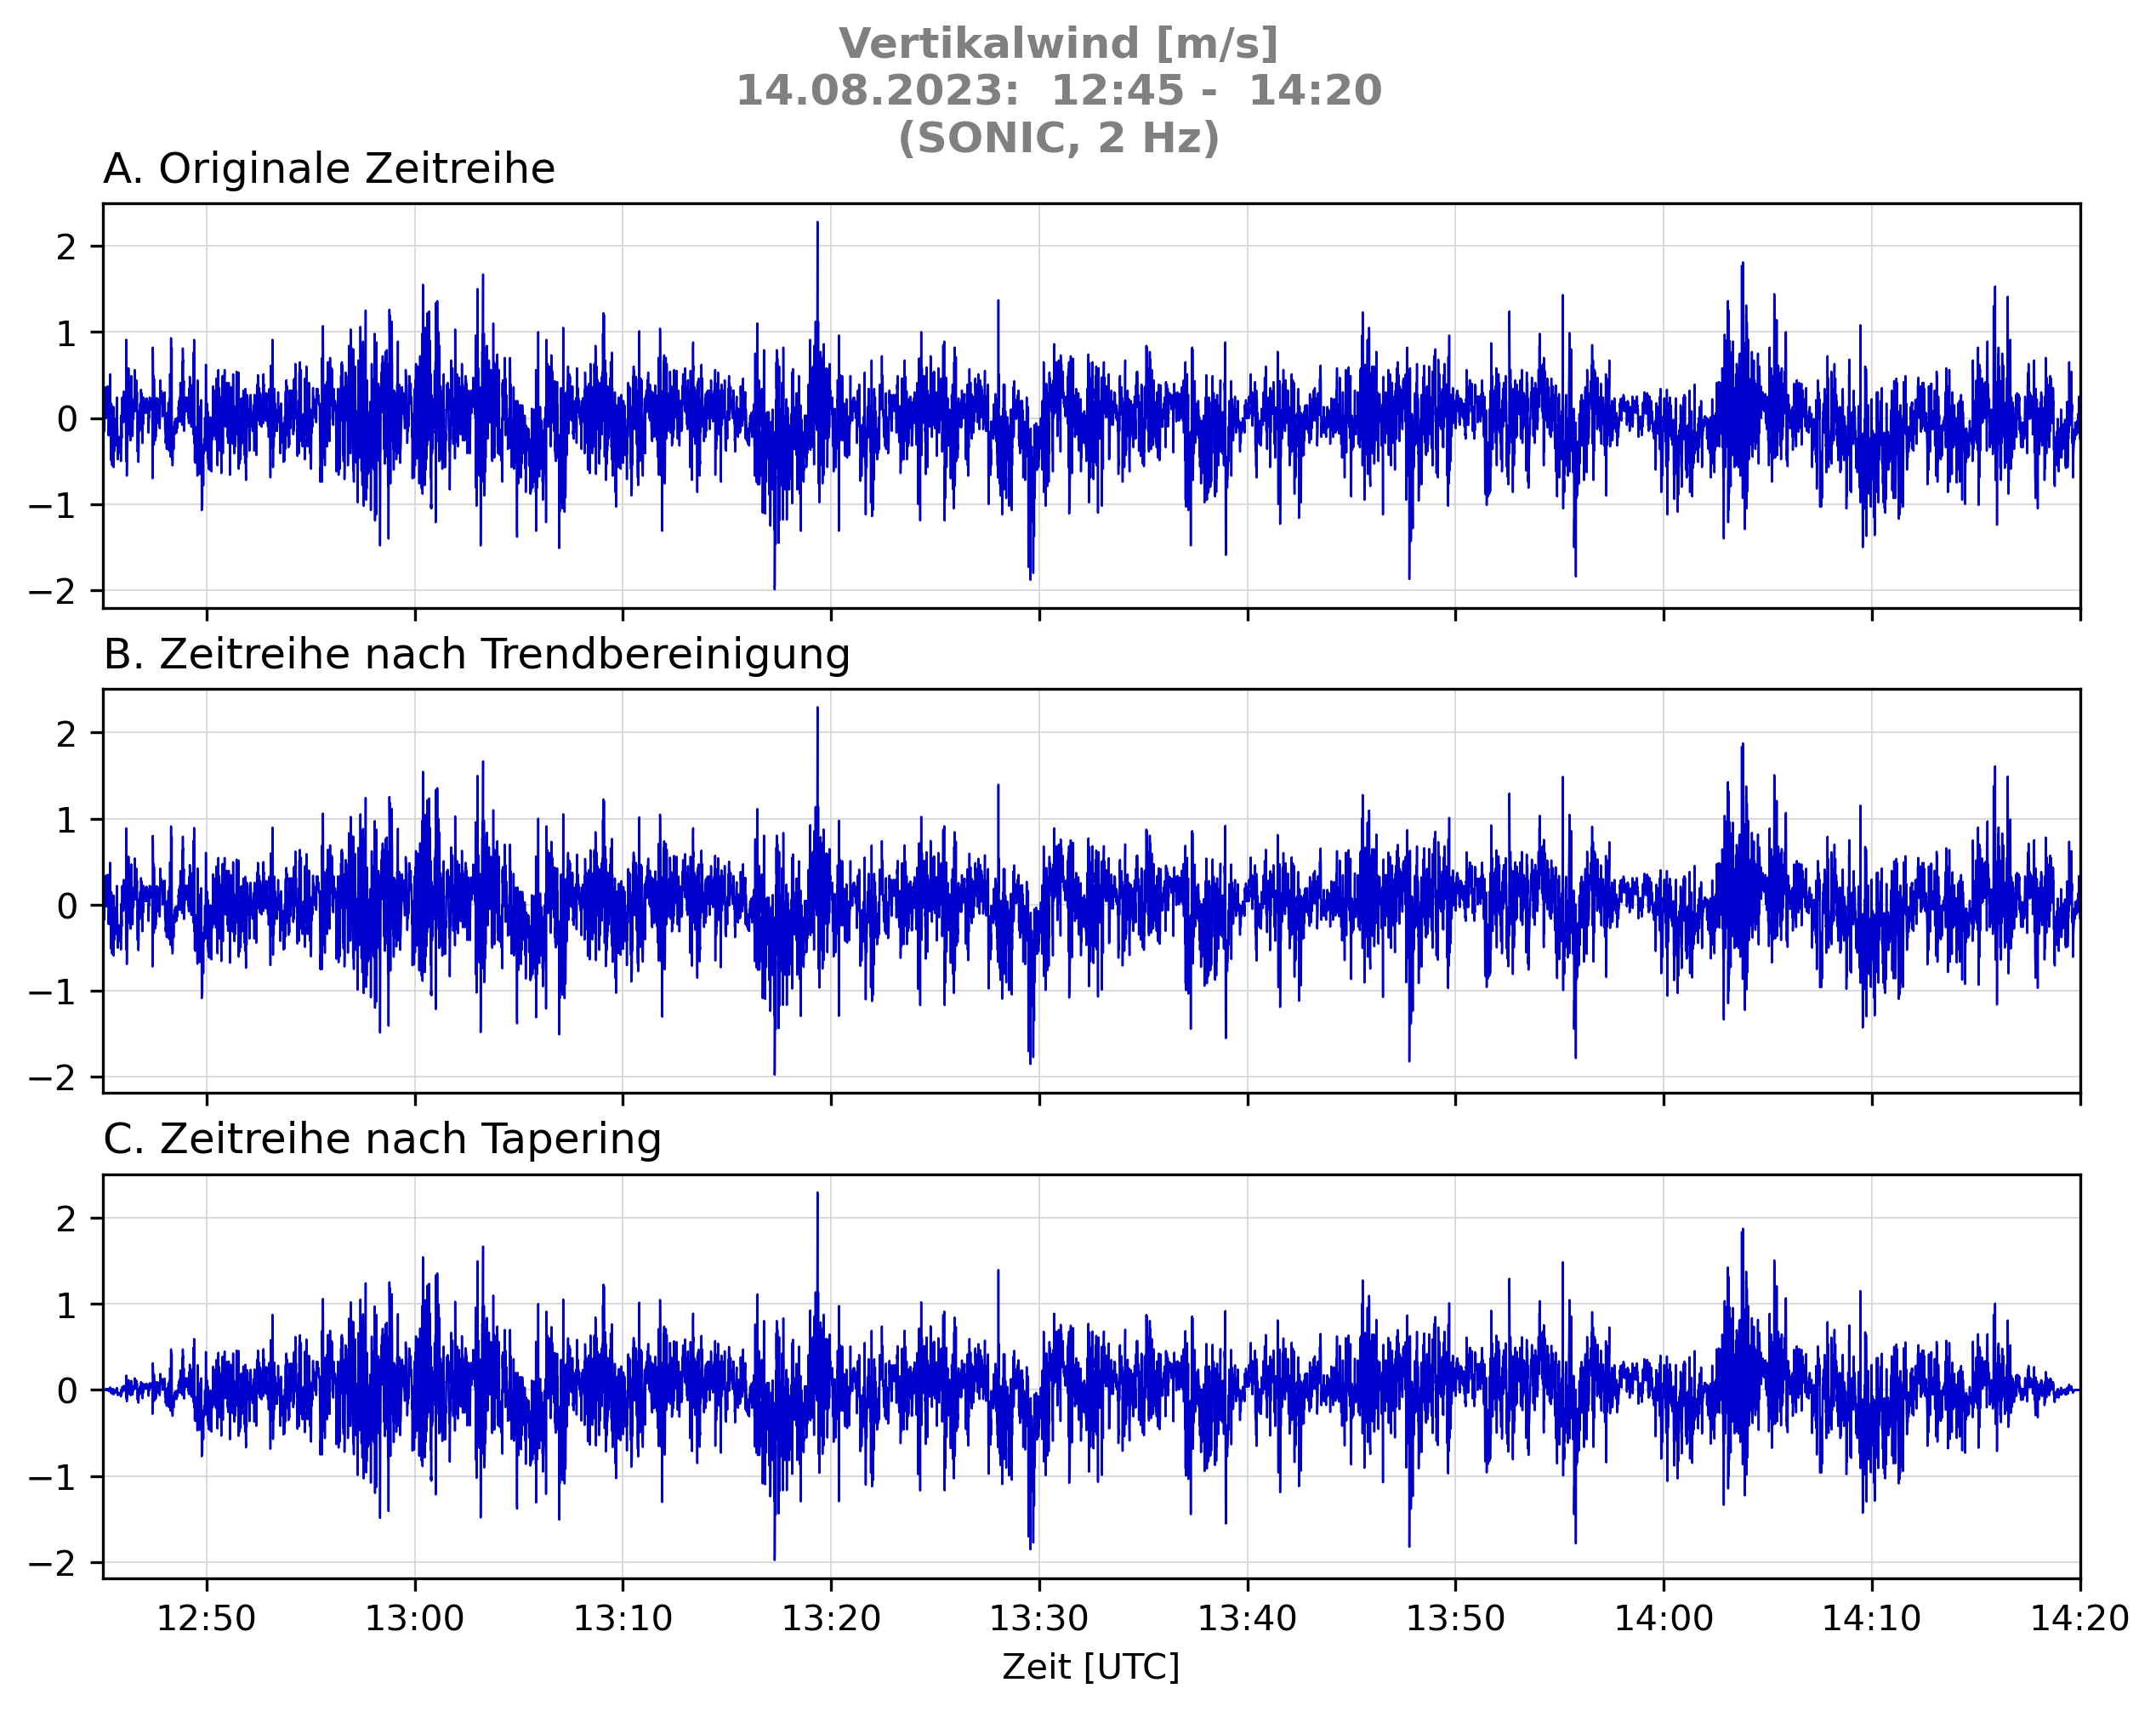 Vertikalwind [m/s]
14.08.2023:  12:45 -  14:20
(SONIC, 2 Hz)
A. Originale Zeitreihe
2
1
0
−1
−2
B. Zeitreihe nach Trendbereinigung
2
1
0
−1
−2
C. Zeitreihe nach Tapering
2
1
0
−1
−2
12:50 13:00 13:10 13:20 13:30 13:40 13:50 14:00 14:10 14:20
Zeit [UTC]